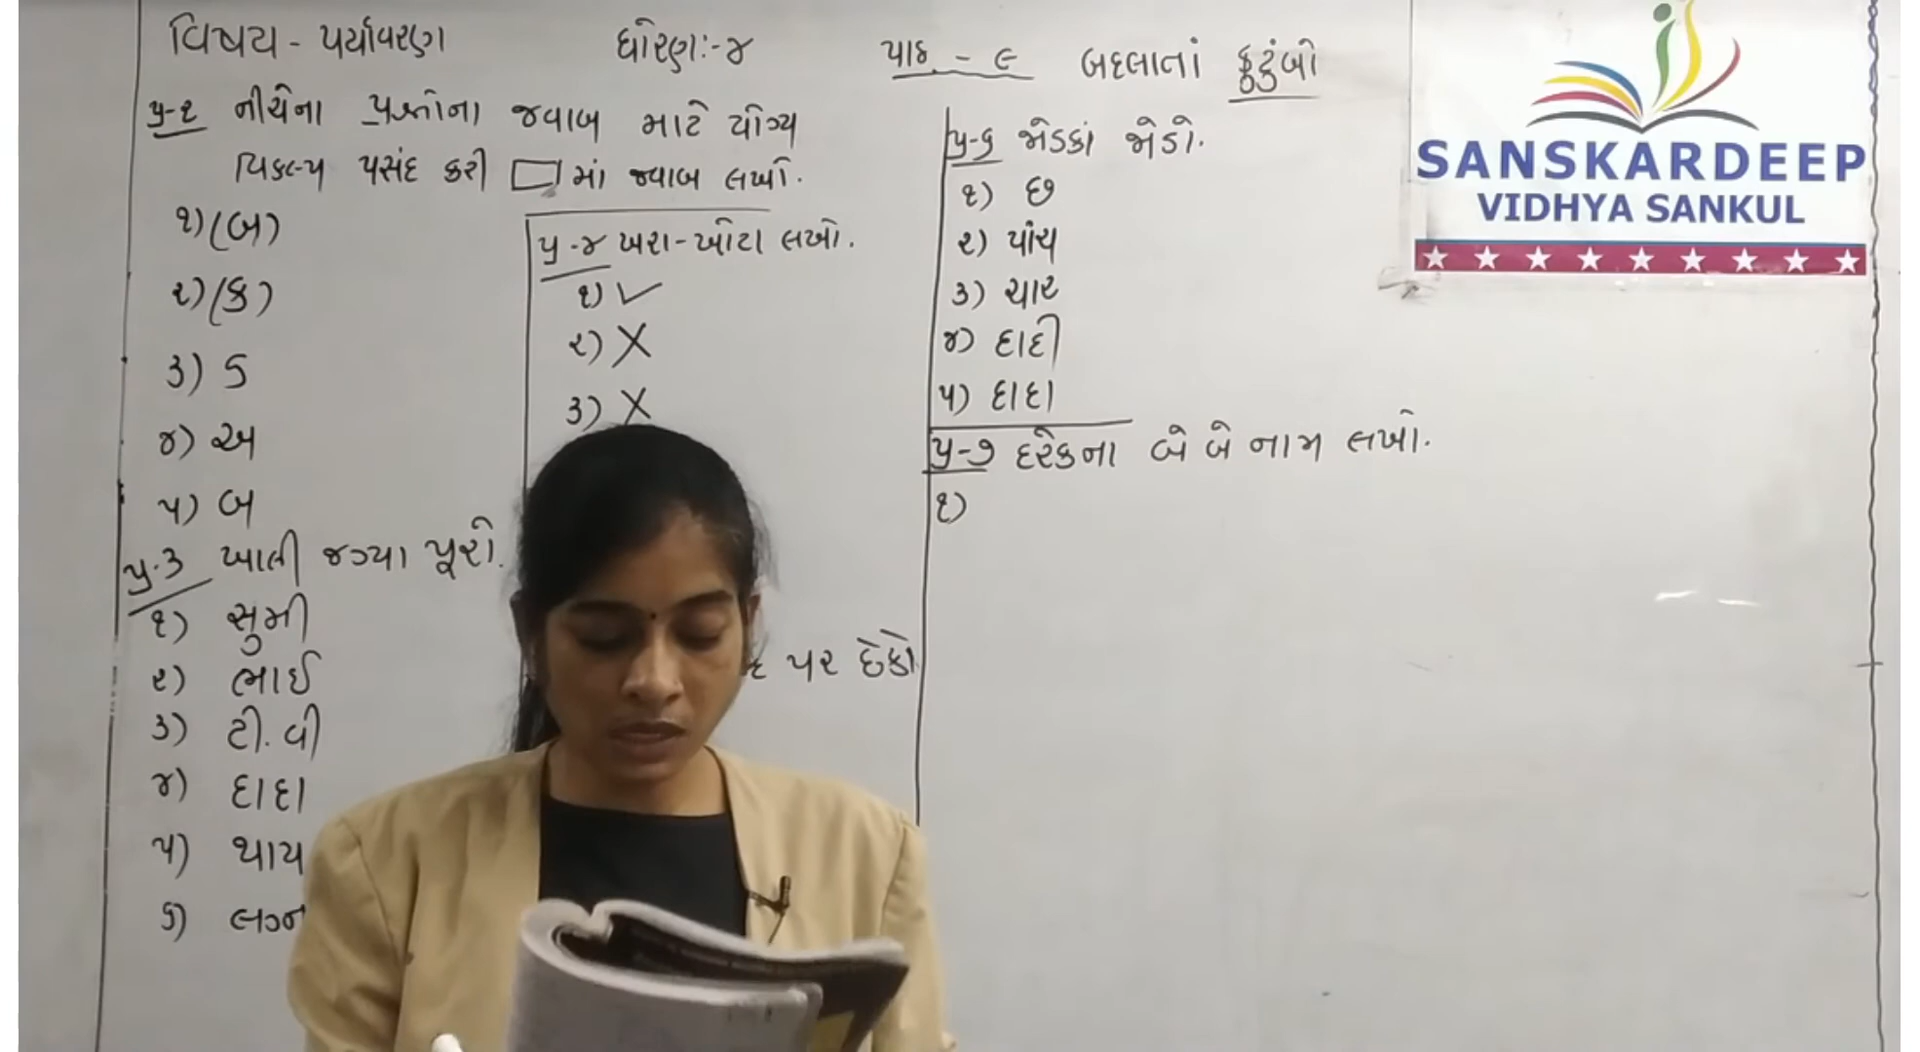 વિષય - પર્યાવરણ
ધોરણ:- ૪
પાઠ - ૯ બદલાતાં કુટુંબો
પ્ર-૨ નીચેના પ્રશ્નોના જવાબ માટે યોગ્ય
વિકલ્પ પસંદ કરી માં જવાબ લખો.
૧) (બ)
૨) (ક)
૩) ડ
૪) અ
૫) બ
પ્ર-૩ ખાલી જગ્યા પૂરો.
૧) સુમી
૨) ભાઈ
૩) ટી.વી
૪) દાદા
૫) થાય
૬) લગ્ન
પ્ર-૪ ખરા-ખોટા લખો.
૧) ✓
૨) X
૩) X
પર છેકો
પ્ર-૬ જોડકાં જોડો.
૧) છ
૨) પાંચ
૩) ચાર
૪) દાદી
૫) દાદા
પ્ર-૭ દરેકના બે બે નામ લખો.
૧)
SANSKARDEEP
VIDHYA SANKUL